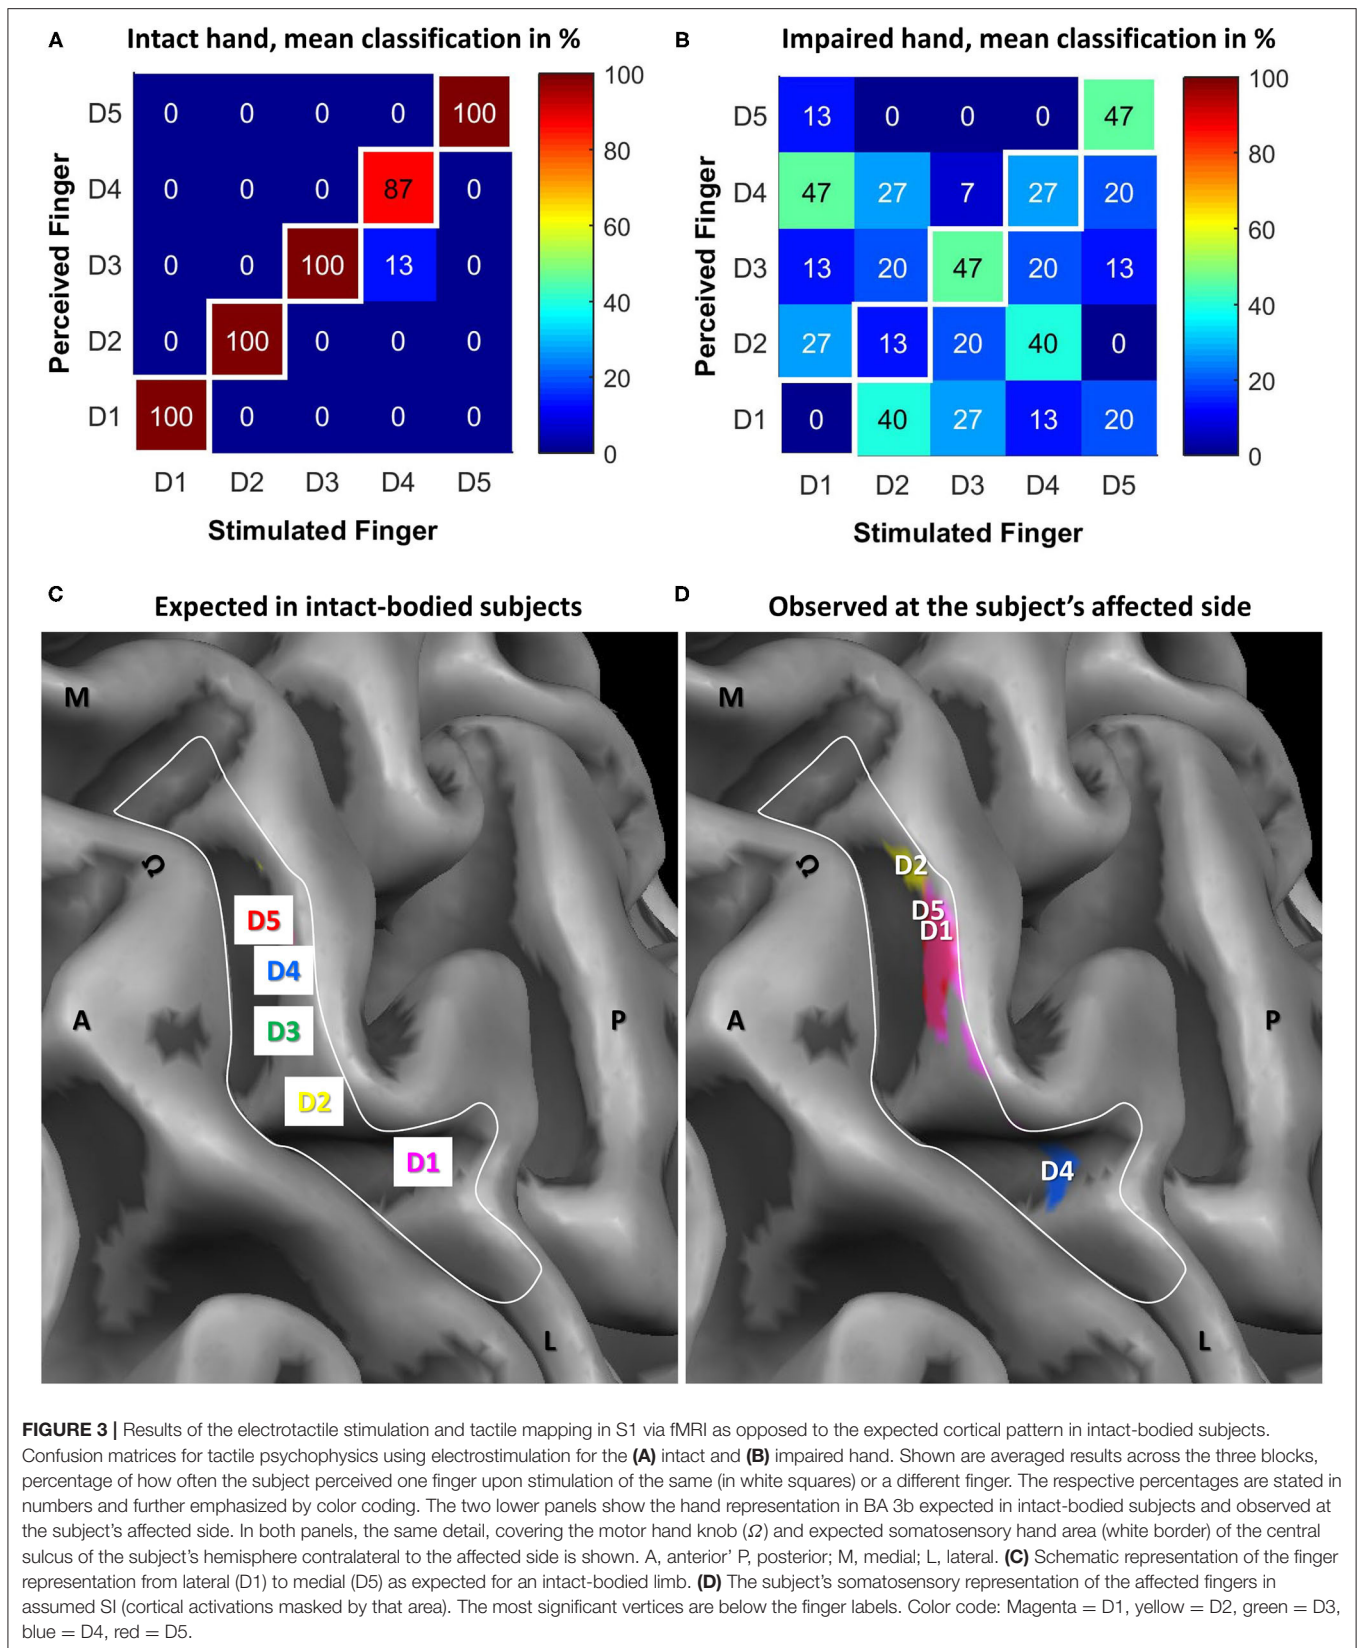 A Intact hand, mean classification in %
B Impaired hand, mean classification in %
Perceived Finger
D5 0 0 0 0 100
D4 0 0 0 87 0
D3 0 0 100 13 0
D2 0 100 0 0 0
D1 100 0 0 0 0
D1 D2 D3 D4 D5
Stimulated Finger
100
80
60
40
20
0
Perceived Finger
D5 13 0 0 0 47
D4 47 27 7 27 20
D3 13 20 47 20 13
D2 27 13 20 40 0
D1 0 40 27 13 20
D1 D2 D3 D4 D5
Stimulated Finger
100
80
60
40
20
0
C Expected in intact-bodied subjects
M
Ω
D5
D4
A D3 P
D2
D1
L
D Observed at the subject's affected side
M
Ω
D2
D5
D1
A P
D4
L
FIGURE 3 | Results of the electrotactile stimulation and tactile mapping in S1 via fMRI as opposed to the expected cortical pattern in intact-bodied subjects.
Confusion matrices for tactile psychophysics using electrostimulation for the (A) intact and (B) impaired hand. Shown are averaged results across the three blocks,
percentage of how often the subject perceived one finger upon stimulation of the same (in white squares) or a different finger. The respective percentages are stated in
numbers and further emphasized by color coding. The two lower panels show the hand representation in BA 3b expected in intact-bodied subjects and observed at
the subject's affected side. In both panels, the same detail, covering the motor hand knob (Ω) and expected somatosensory hand area (white border) of the central
sulcus of the subject's hemisphere contralateral to the affected side is shown. A, anterior' P, posterior; M, medial; L, lateral. (C) Schematic representation of the finger
representation from lateral (D1) to medial (D5) as expected for an intact-bodied limb. (D) The subject's somatosensory representation of the affected fingers in
assumed SI (cortical activations masked by that area). The most significant vertices are below the finger labels. Color code: Magenta = D1, yellow = D2, green = D3,
blue = D4, red = D5.